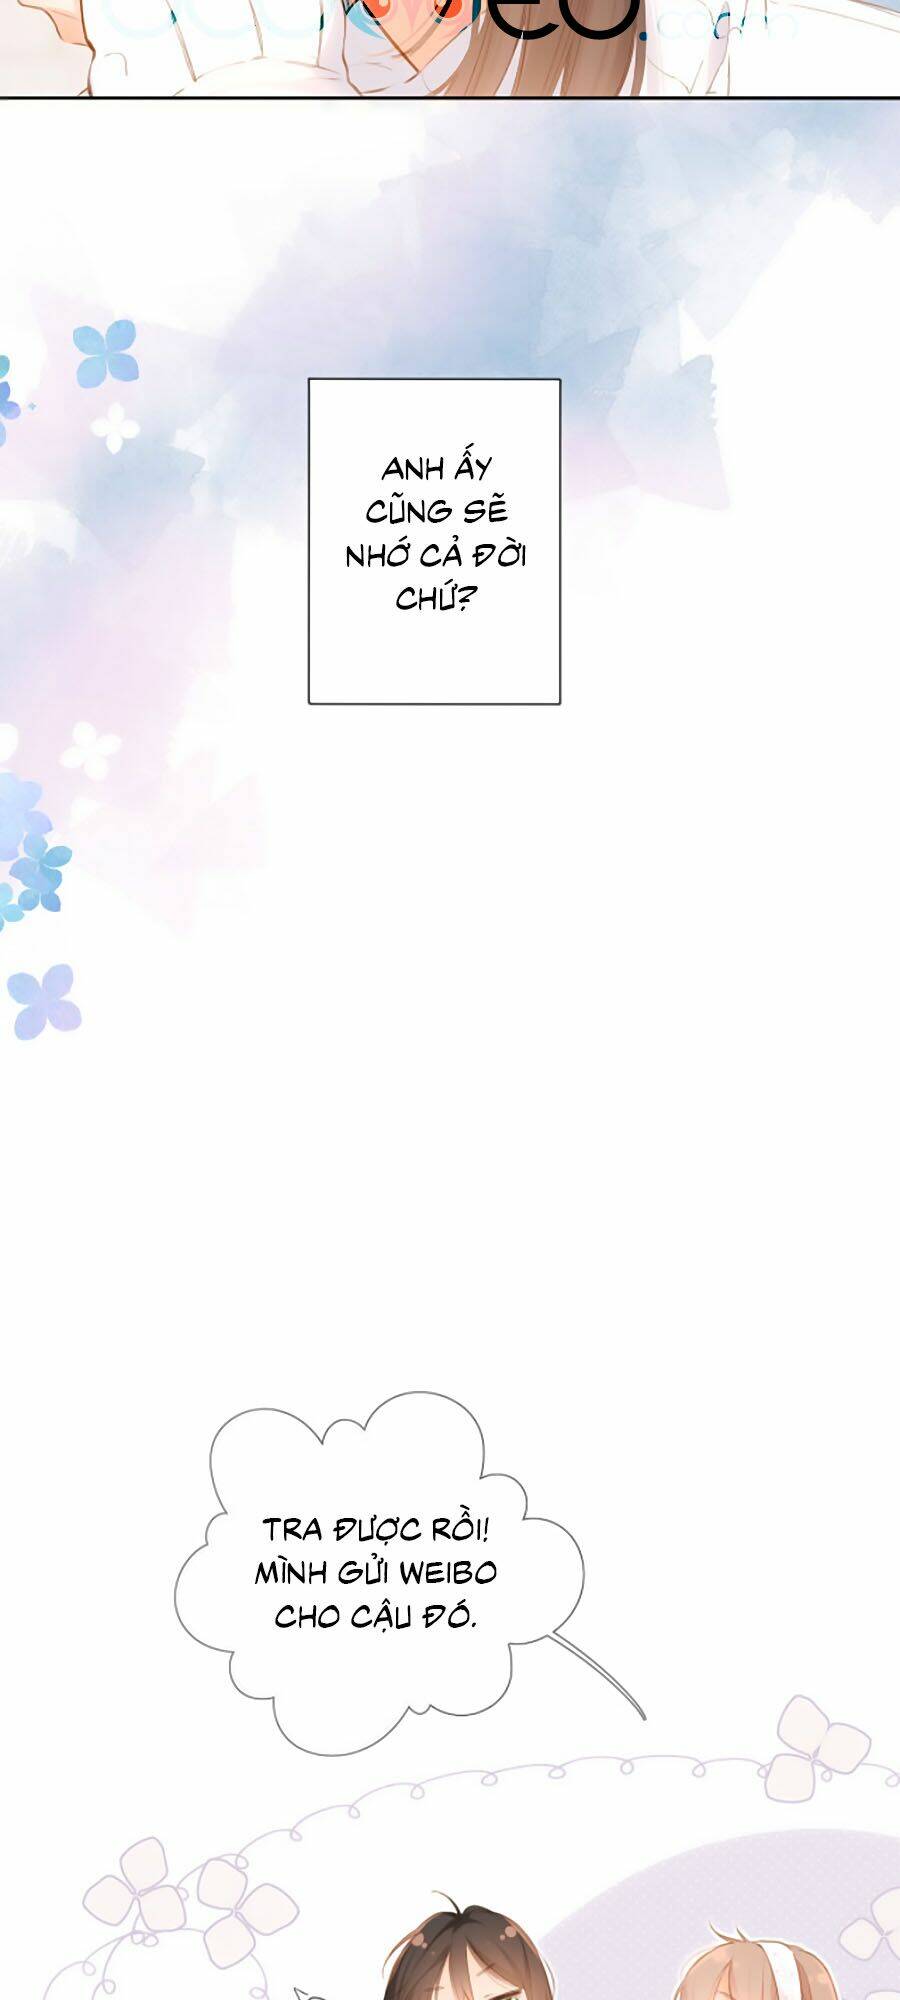 ANH ẤY
CŨNG SẼ
NHỚ CẢ ĐỜI
CHỨ?
TRA ĐƯỢC RỒI!
MÌNH GỬI WEIBO
CHO CẬU ĐÓ.